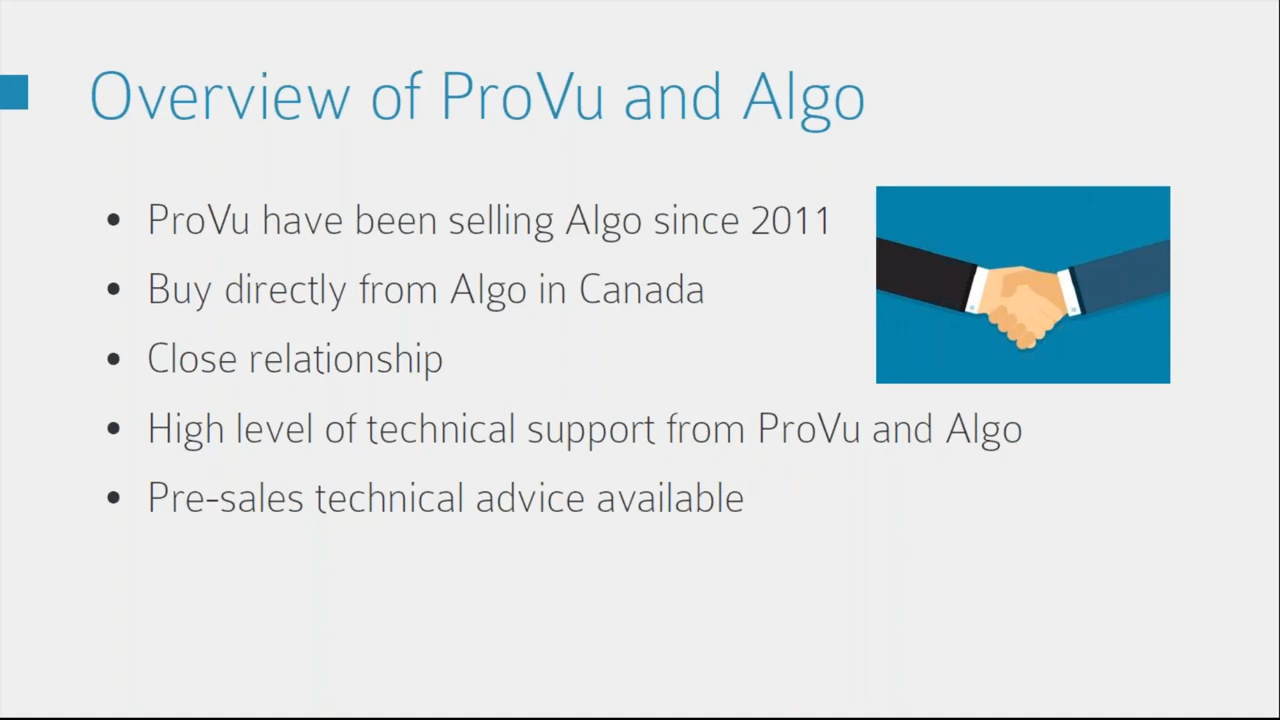 Overview of ProVu and Algo
• ProVu have been selling Algo since 2011
• Buy directly from Algo in Canada
• Close relationship
• High level of technical support from ProVu and Algo
• Pre-sales technical advice available